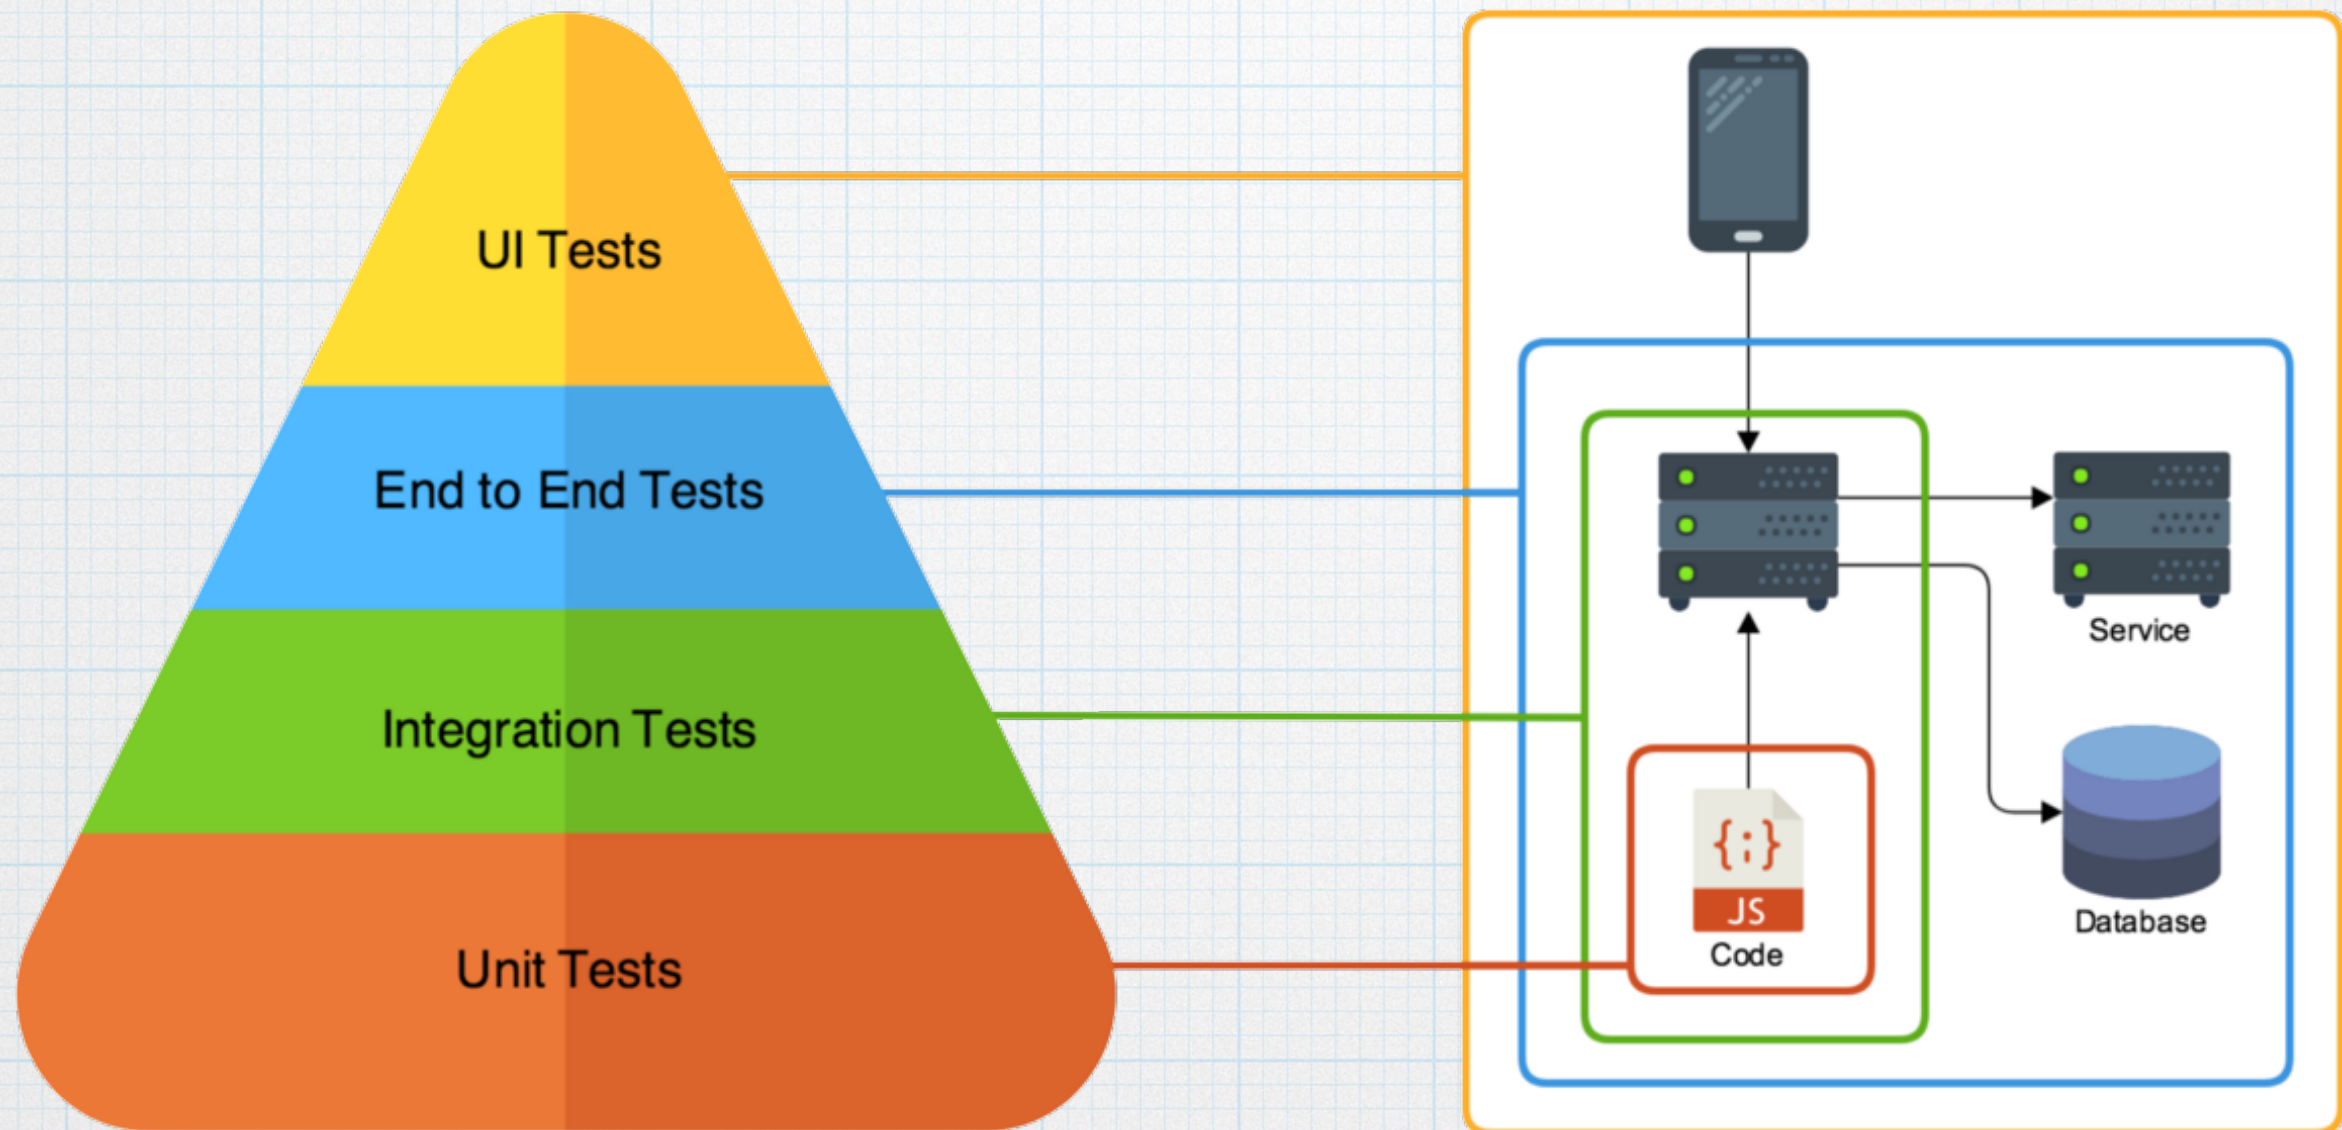 UI Tests
End to End Tests
Integration Tests
Unit Tests
Service
Database
{;}
JS
Code